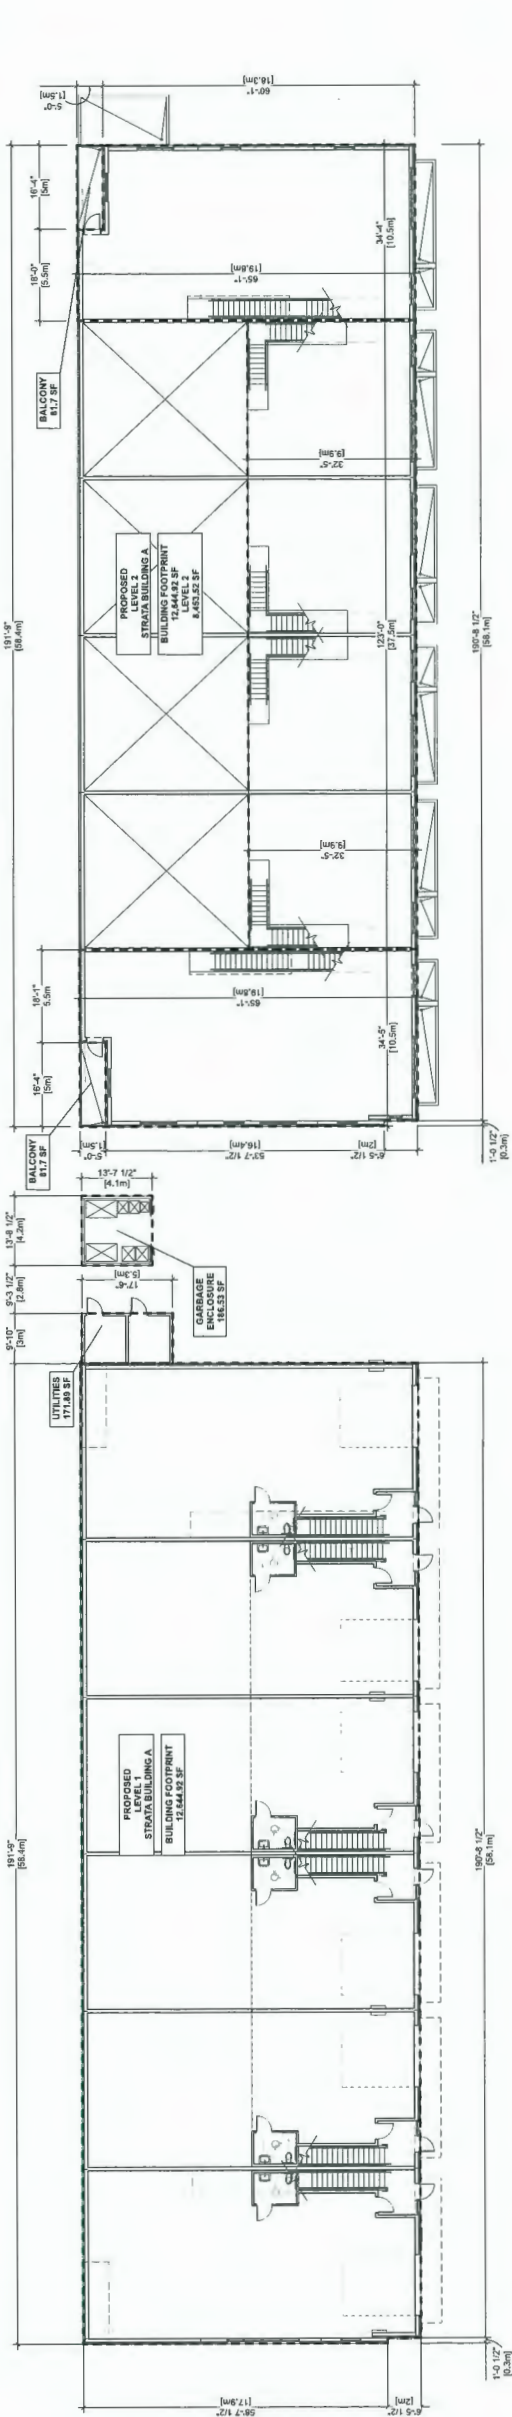 5'-0"
[1.5m]
60'-1"
[18.3m]
191'-9"
[58.4m]
16'-4"
[5m]
18'-0"
[5.5m]
BALCONY
81.7 SF
65'-1"
[19.8m]
34'-4"
[10.5m]
32'-5"
[9.9m]
PROPOSED
LEVEL 2
STRATA BUILDING A
BUILDING FOOTPRINT
12,644.92 SF
LEVEL 2
8,453.52 SF
123'-0"
[37.5m]
190'-8 1/2"
[58.1m]
32'-5"
[9.9m]
18'-1"
5.5m
16'-4"
[5m]
65'-1"
[19.8m]
34'-5"
[10.5m]
BALCONY
81.7 SF
5'-0"
[1.5m]
53'-7 1/2"
[16.4m]
6'-5 1/2"
[2m]
1'-0 1/2"
[0.3m]
13'-7 1/2"
[4.1m]
13'-8 1/2"
[4.2m]
9'-3 1/2"
[2.8m]
9'-10"
[3m]
17'-6"
[5.3m]
GARBAGE
ENCLOSURE
186.53 SF
UTILITIES
171.89 SF
191'-9"
[58.4m]
PROPOSED
LEVEL 1
STRATA BUILDING A
BUILDING FOOTPRINT
12,644.92 SF
190'-8 1/2"
[58.1m]
58'-7 1/2"
[17.9m]
6'-5 1/2"
[2m]
1'-0 1/2"
[0.3m]